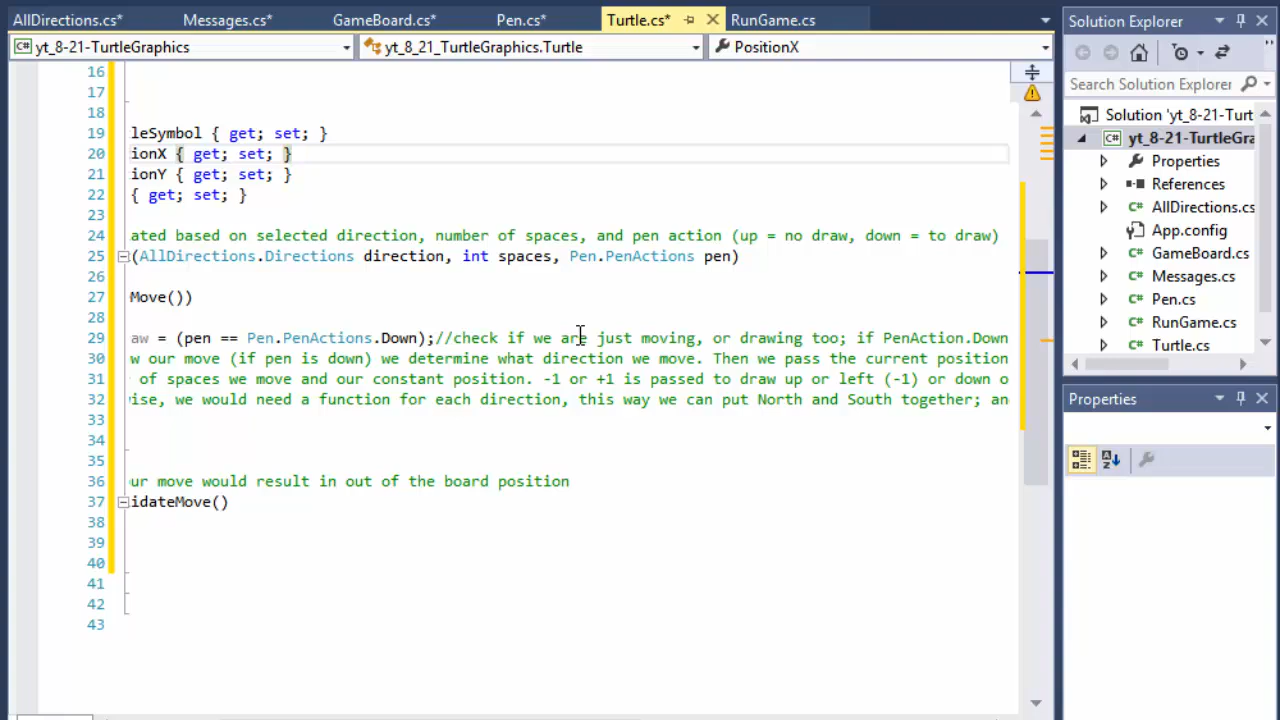 AllDirections.cs* Messages.cs* GameBoard.cs* Pen.cs* Turtle.cs* RunGame.cs
yt_8-21-TurtleGraphics yt_8_21_TurtleGraphics.Turtle PositionX
16
17
18
19 leSymbol { get; set; }
20 ionX { get; set; }
21 ionY { get; set; }
22 { get; set; }
23
24 ated based on selected direction, number of spaces, and pen action (up = no draw, down = to draw)
25 (AllDirections.Directions direction, int spaces, Pen.PenActions pen)
26
27 Move())
28
29 aw = (pen == Pen.PenActions.Down);//check if we are just moving, or drawing too; if PenAction.Down
30 w our move (if pen is down) we determine what direction we move. Then we pass the current position
31 of spaces we move and our constant position. -1 or +1 is passed to draw up or left (-1) or down o
32 ise, we would need a function for each direction, this way we can put North and South together; an
33
34
35
36 ur move would result in out of the board position
37 idateMove()
38
39
40
41
42
43
Solution Explorer
Search Solution Explorer
Solution 'yt_8-21-Turt
yt_8-21-TurtleGra
Properties
References
AllDirections.cs
App.config
GameBoard.cs
Messages.cs
Pen.cs
RunGame.cs
Turtle.cs
Properties